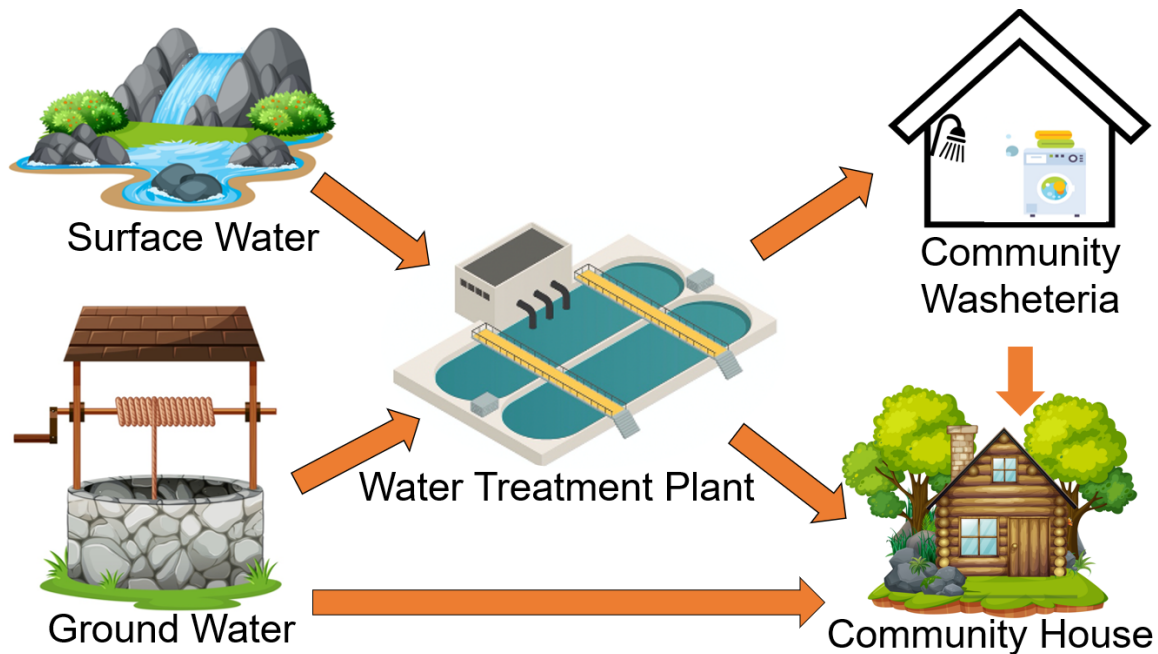 Surface Water
Community
Washeteria
Water Treatment Plant
Ground Water
Community House